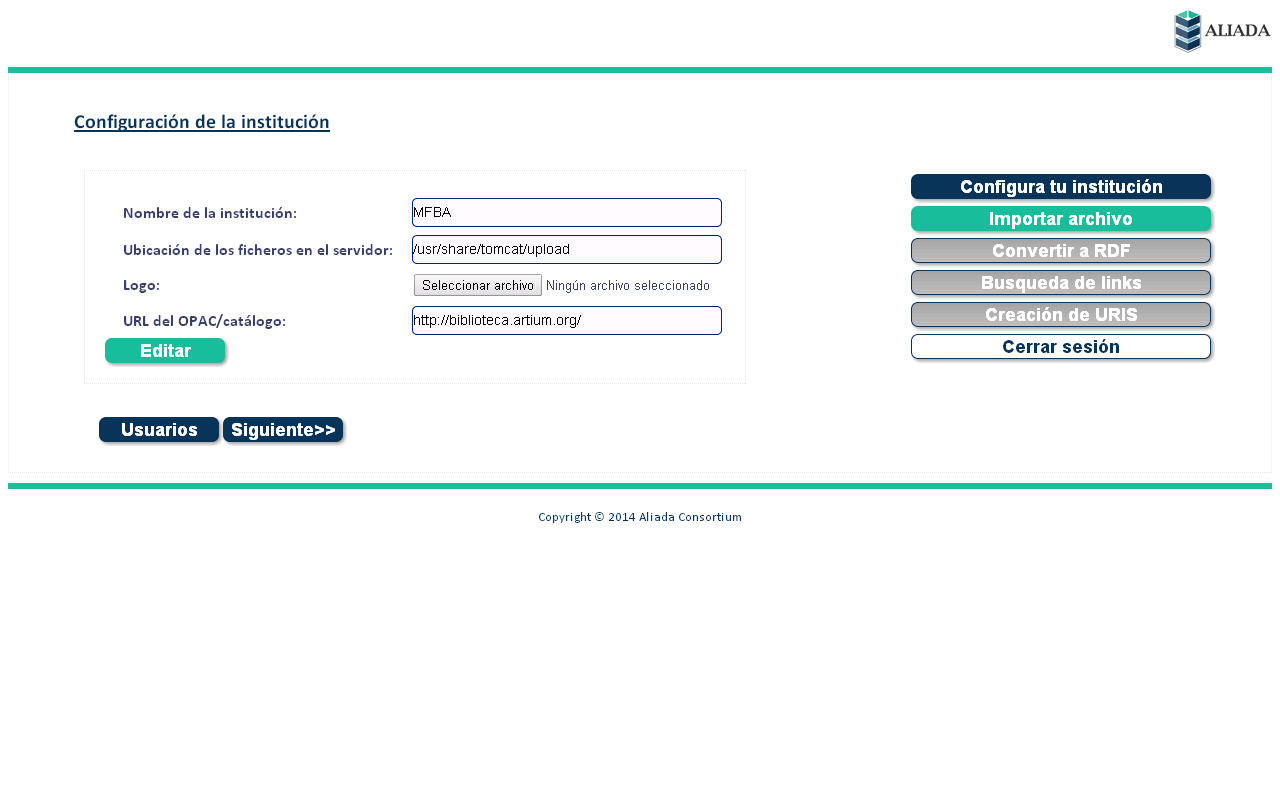 ALIADA
Configuración de la institución
Nombre de la institución: MFBA
Ubicación de los ficheros en el servidor: /usr/share/tomcat/upload
Logo: Seleccionar archivo Ningún archivo seleccionado
URL del OPAC/catálogo: http://biblioteca.artium.org/
Editar
Usuarios Siguiente>>
Configura tu institución
Importar archivo
Convertir a RDF
Busqueda de links
Creación de URIS
Cerrar sesión
Copyright © 2014 Aliada Consortium